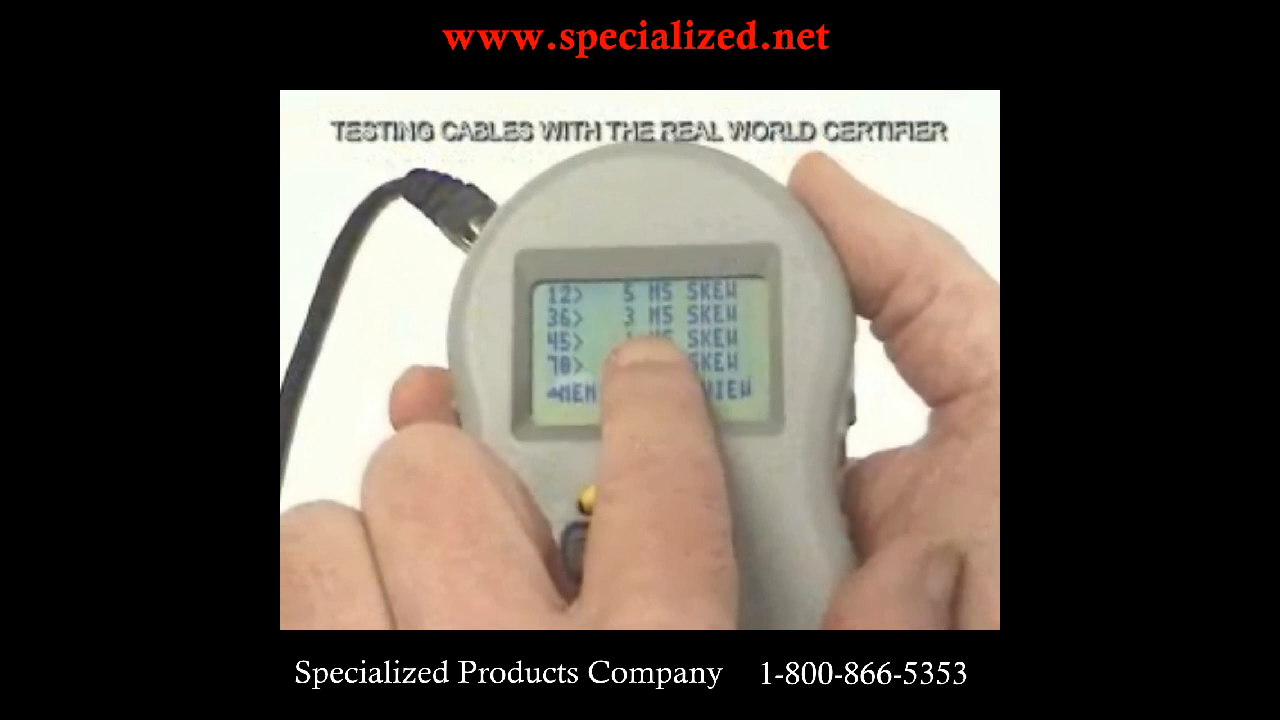 www.specialized.net
TESTING CABLES WITH THE REAL WORLD CERTIFIER
12> 5 NS SKEW
36> 3 NS SKEW
45> SKEW
78> SKEW
Specialized Products Company 1-800-866-5353